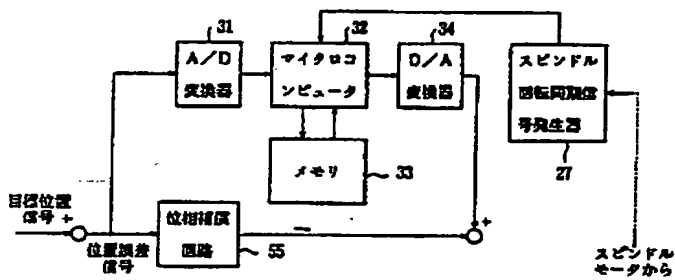 31
A/D
変換器
32
マイクロコ
ンピュータ
34
D/A
変換器
スピンドル
回転同期信
号発生器
27
メモリ
33
目標位置
信号 +
位置誤差
信号
位相補償
回路
55
+
スピンドル
モータから